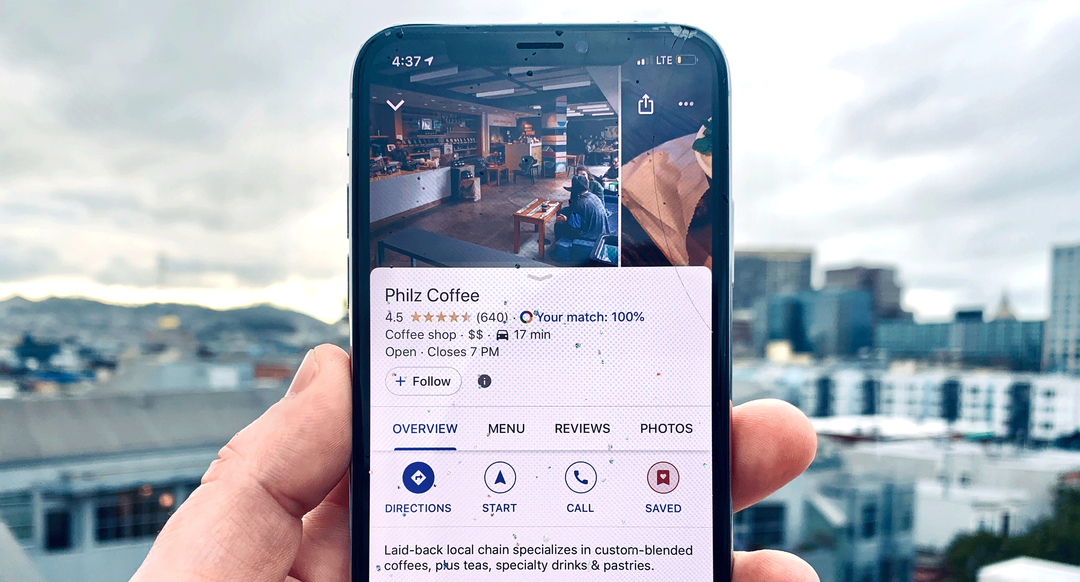 4:37 LTE
Philz Coffee
4.5 (640) · Your match: 100%
Coffee shop · $$ · 17 min
Open · Closes 7 PM
+ Follow
OVERVIEW MENU REVIEWS PHOTOS
DIRECTIONS START CALL SAVED
Laid-back local chain specializes in custom-blended
coffees, plus teas, specialty drinks & pastries.